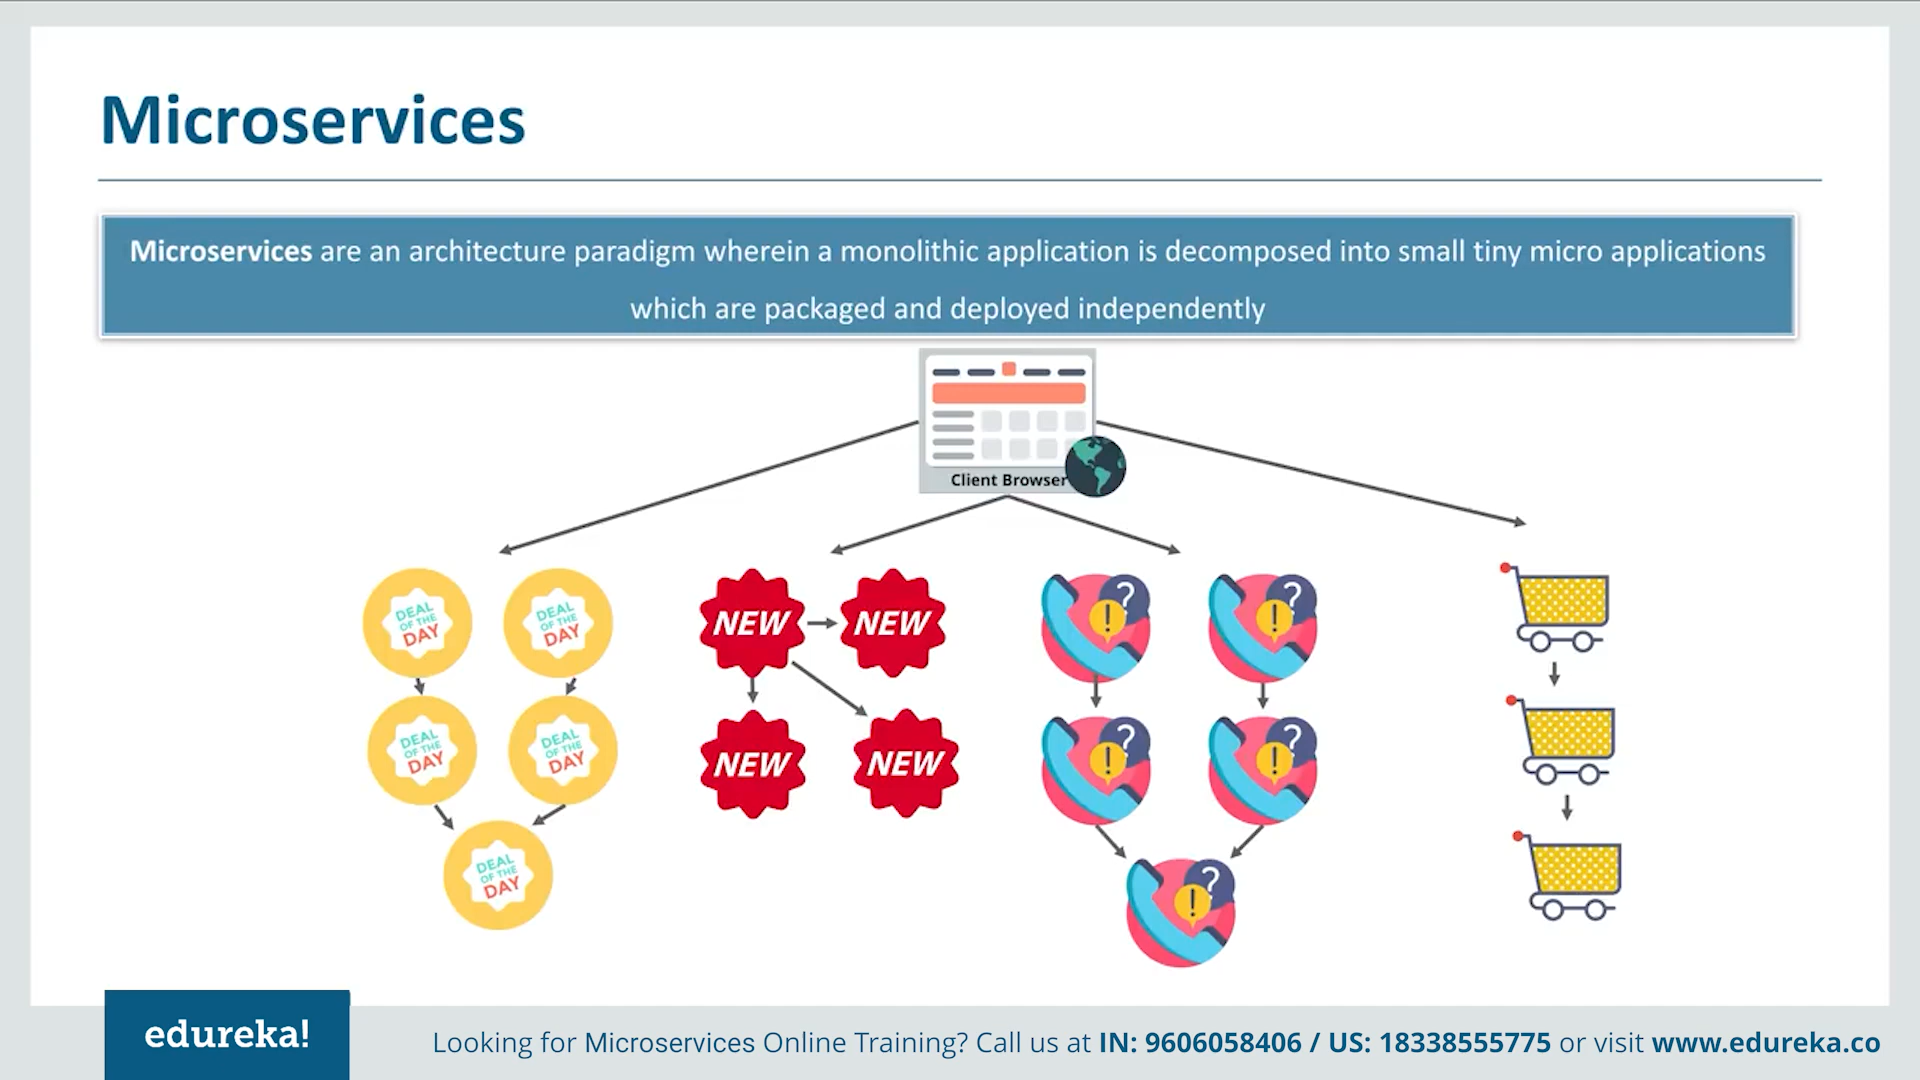 Microservices
Microservices are an architecture paradigm wherein a monolithic application is decomposed into small tiny micro applications
which are packaged and deployed independently
Client Browser
DEAL
OF THE
DAY
DEAL
OF THE
DAY
NEW
NEW
?
!
?
!
DEAL
OF THE
DAY
DEAL
OF THE
DAY
NEW
NEW
?
!
?
!
DEAL
OF THE
DAY
?
!
edureka!
Looking for Microservices Online Training? Call us at IN: 9606058406 / US: 18338555775 or visit www.edureka.co